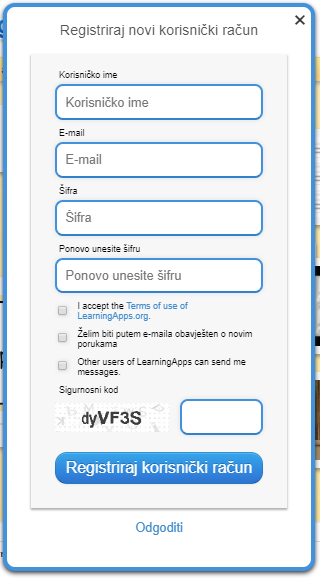 Registriraj novi korisnički račun
Korisničko ime
Korisničko ime
E-mail
E-mail
Šifra
Šifra
Ponovo unesite šifru
Ponovo unesite šifru
I accept the Terms of use of
LearningApps.org.
Želim biti putem e-maila obavješten o novim
porukama
Other users of LearningApps can send me
messages.
Sigurnosni kod
dyVF3S
Registriraj korisnički račun
Odgoditi